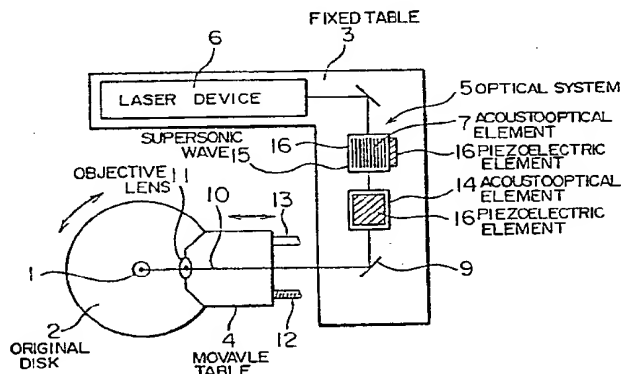 FIXED TABLE
3
6
LASER DEVICE
5 OPTICAL SYSTEM
7 ACOUSTOOPTICAL
ELEMENT
16
16 PIEZOELECTRIC
ELEMENT
SUPERSONIC
WAVE 15
14 ACOUSTOOPTICAL
ELEMENT
16 PIEZOELECTRIC
ELEMENT
OBJECTIVE
LENS 11
10
13
9
1
2
ORIGINAL
DISK
4
MOVAVLE
TABLE
12